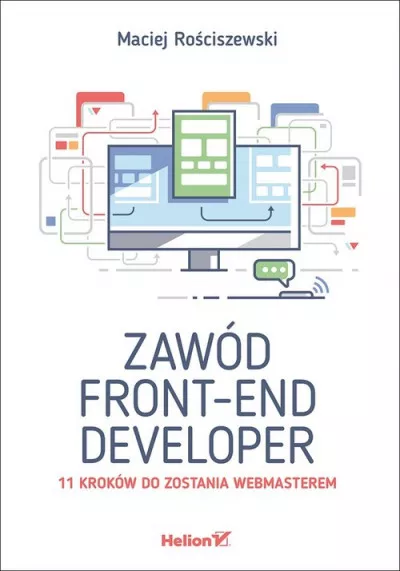 Maciej Rościszewski
ZAWÓD
FRONT-END
DEVELOPER
11 KROKÓW DO ZOSTANIA WEBMASTEREM
Helion